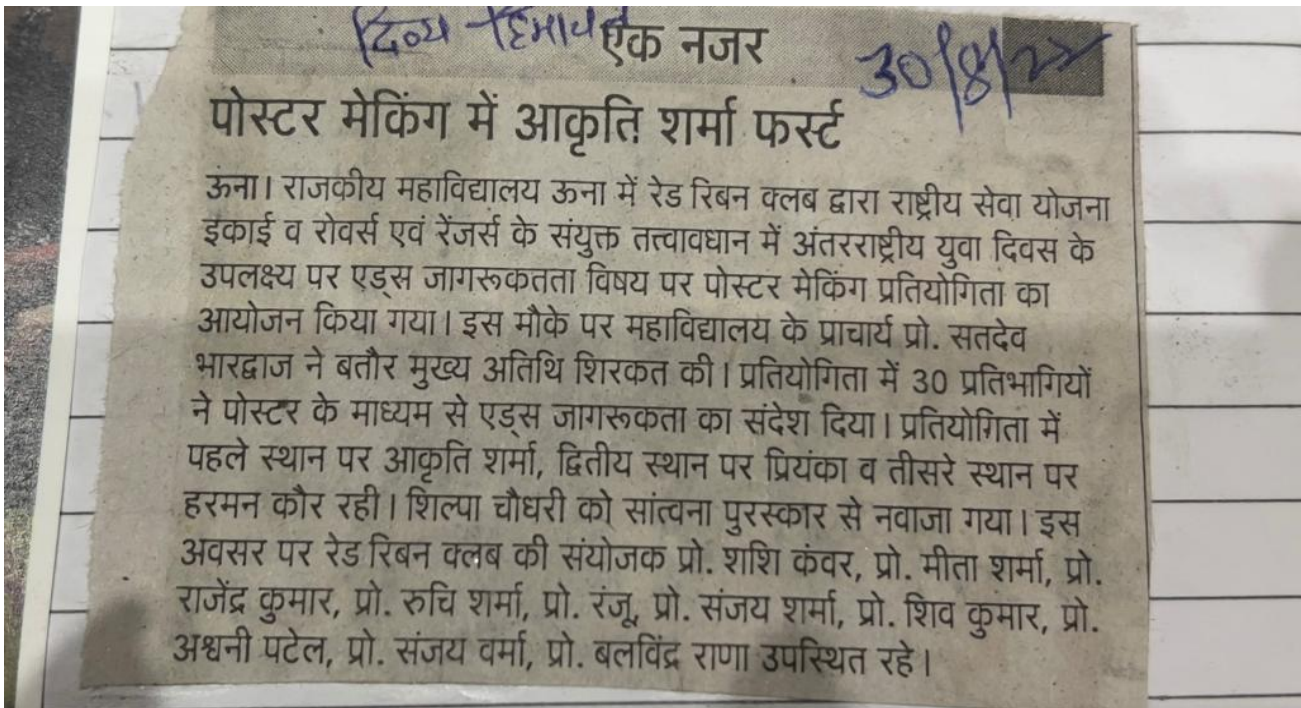 दिव्य हिमाचल
एक नजर
30/8/22
पोस्टर मेकिंग में आकृति शर्मा फर्स्ट
ऊना। राजकीय महाविद्यालय ऊना में रेड रिबन क्लब द्वारा राष्ट्रीय सेवा योजना
इकाई व रोवर्स एवं रेंजर्स के संयुक्त तत्त्वावधान में अंतरराष्ट्रीय युवा दिवस के
उपलक्ष्य पर एड्स जागरूकतता विषय पर पोस्टर मेकिंग प्रतियोगिता का
आयोजन किया गया। इस मौके पर महाविद्यालय के प्राचार्य प्रो. सतदेव
भारद्वाज ने बतौर मुख्य अतिथि शिरकत की। प्रतियोगिता में 30 प्रतिभागियों
ने पोस्टर के माध्यम से एड्स जागरूकता का संदेश दिया। प्रतियोगिता में
पहले स्थान पर आकृति शर्मा, द्वितीय स्थान पर प्रियंका व तीसरे स्थान पर
हरमन कौर रही। शिल्पा चौधरी को सांत्वना पुरस्कार से नवाजा गया। इस
अवसर पर रेड रिबन क्लब की संयोजक प्रो. शशि कंवर, प्रो. मीता शर्मा, प्रो.
राजेंद्र कुमार, प्रो. रुचि शर्मा, प्रो. रंजू, प्रो. संजय शर्मा, प्रो. शिव कुमार, प्रो.
अश्वनी पटेल, प्रो. संजय वर्मा, प्रो. बलविंद्र राणा उपस्थित रहे।